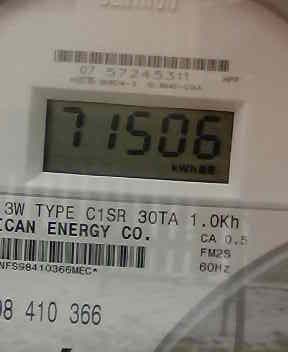 07 57245311
71506
kWh
3W TYPE C1SR 30TA 1.0Kh
ICAN ENERGY CO.
CA 0.5
FM2S
60HZ
NFS98410366MEC*
98 410 366